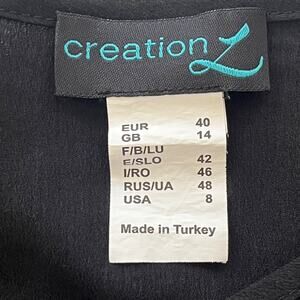 creation L
EUR 40
GB 14
F/B/LU
E/SLO 42
I/RO 46
RUS/UA 48
USA 8
Made in Turkey